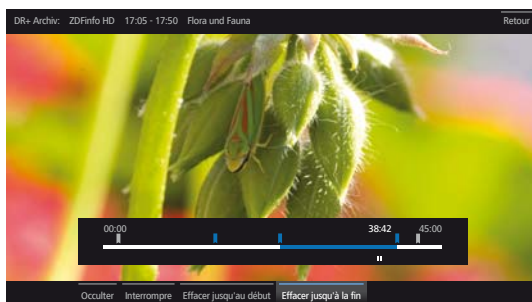 DR+ Archiv: ZDFinfo HD 17:05 - 17:50 Flora und Fauna Retour
00:00 38:42 45:00
Occulter Interrompre Effacer jusqu'au début Effacer jusqu'à la fin